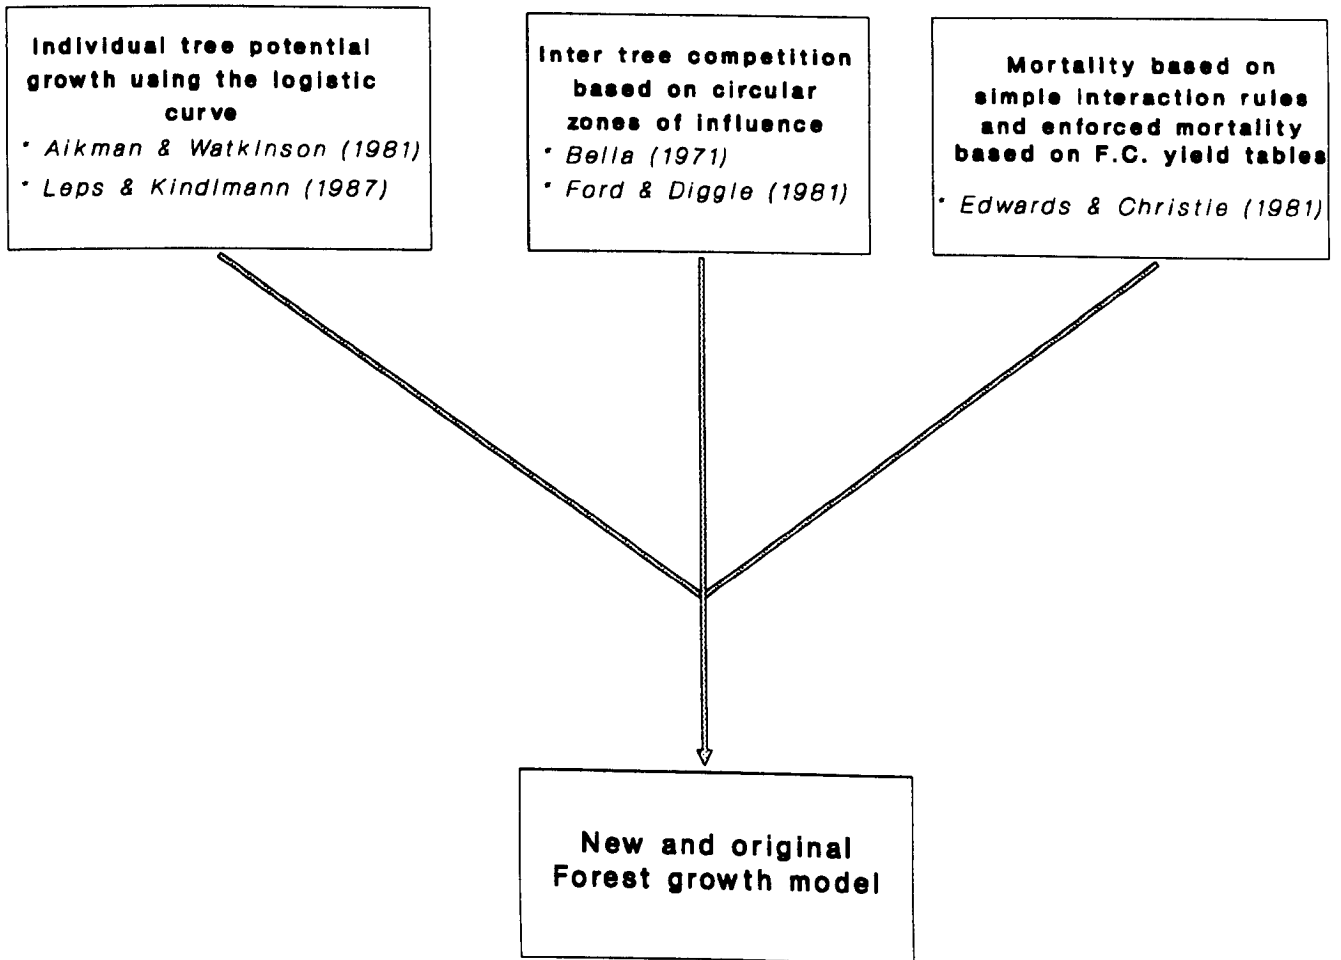 Individual tree potential
growth using the logistic
curve
* Aikman & Watkinson (1981)
* Leps & Kindlmann (1987)
Inter tree competition
based on circular
zones of influence
* Bella (1971)
* Ford & Diggle (1981)
Mortality based on
simple interaction rules
and enforced mortality
based on F.C. yield tables
* Edwards & Christie (1981)
New and original
Forest growth model